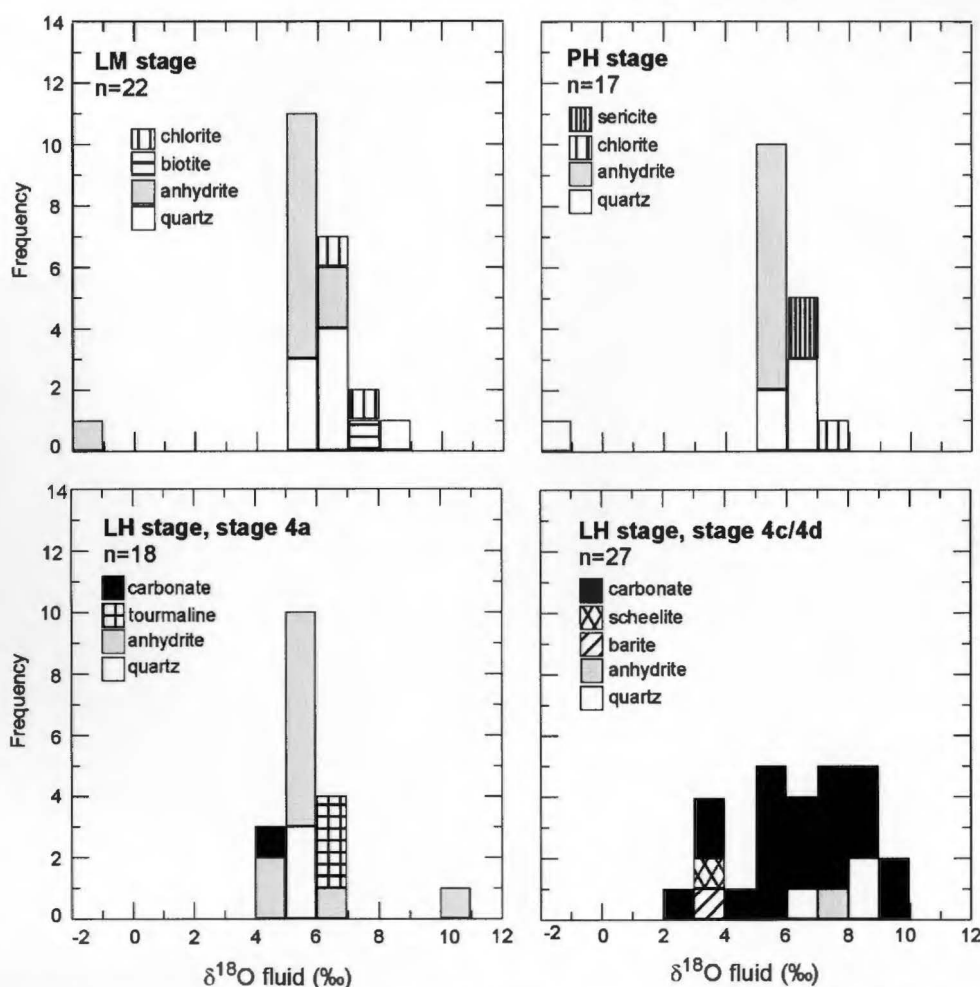 LM stage
n=22
chlorite
biotite
anhydrite
quartz
Frequency
14
12
10
8
6
4
2
0
PH stage
n=17
sericite
chlorite
anhydrite
quartz
LH stage, stage 4a
n=18
carbonate
tourmaline
anhydrite
quartz
Frequency
14
12
10
8
6
4
2
0
-2 0 2 4 6 8 10 12
δ18O fluid (‰)
LH stage, stage 4c/4d
n=27
carbonate
scheelite
barite
anhydrite
quartz
-2 0 2 4 6 8 10 12
δ18O fluid (‰)